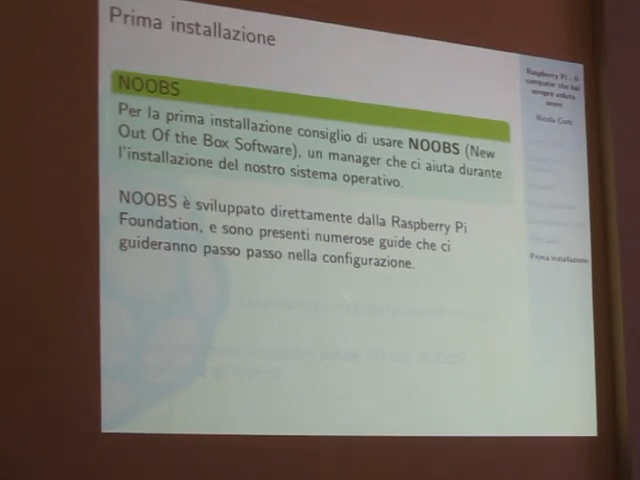 Prima installazione
NOOBS
Per la prima installazione consiglio di usare NOOBS (New
Out Of the Box Software), un manager che ci aiuta durante
l'installazione del nostro sistema operativo.
NOOBS è sviluppato direttamente dalla Raspberry Pi
Foundation, e sono presenti numerose guide che ci
guideranno passo passo nella configurazione.
Raspberry Pi - Il
computer che hai
sempre voluto
avere
Nicola Corti
Prima installazione